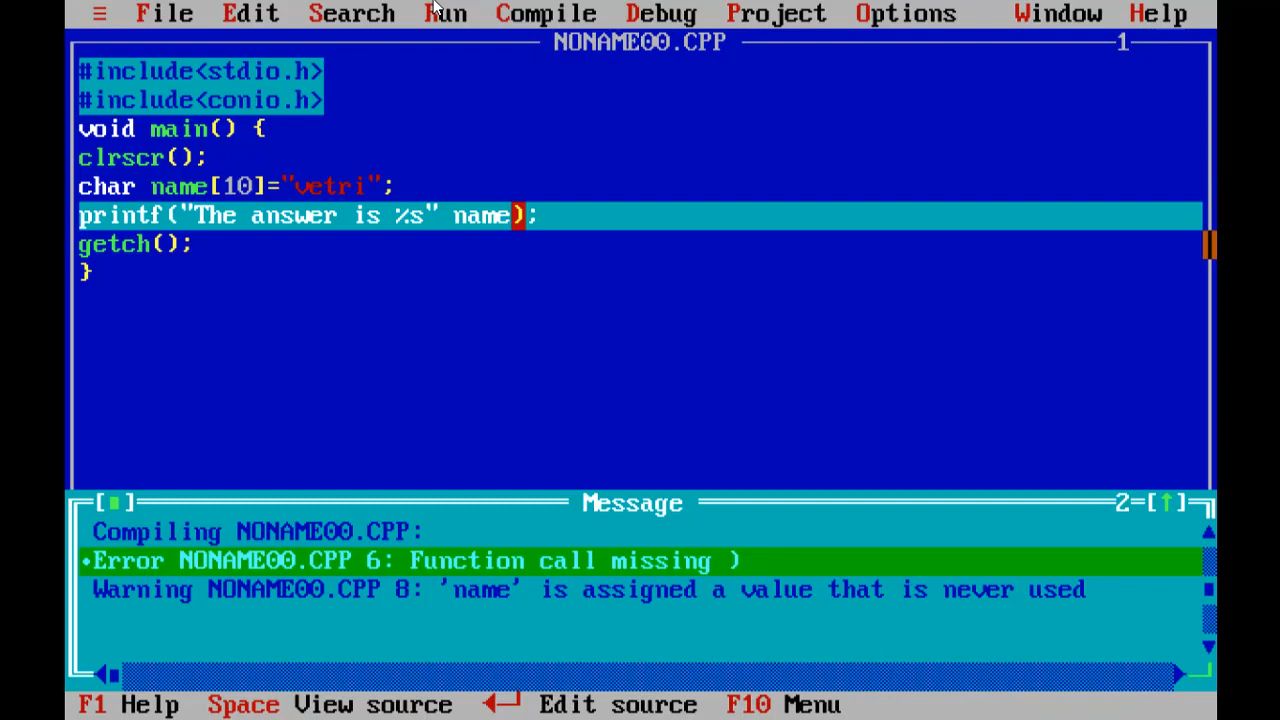 ≡ File Edit Search Run Compile Debug Project Options Window Help
NONAME00.CPP 1
#include<stdio.h>
#include<conio.h>
void main() {
clrscr();
char name[10]="vetri";
printf("The answer is %s" name);
getch();
}
[■] Message 2=[↑]
Compiling NONAME00.CPP:
•Error NONAME00.CPP 6: Function call missing )
Warning NONAME00.CPP 8: 'name' is assigned a value that is never used
F1 Help Space View source ◄┘ Edit source F10 Menu